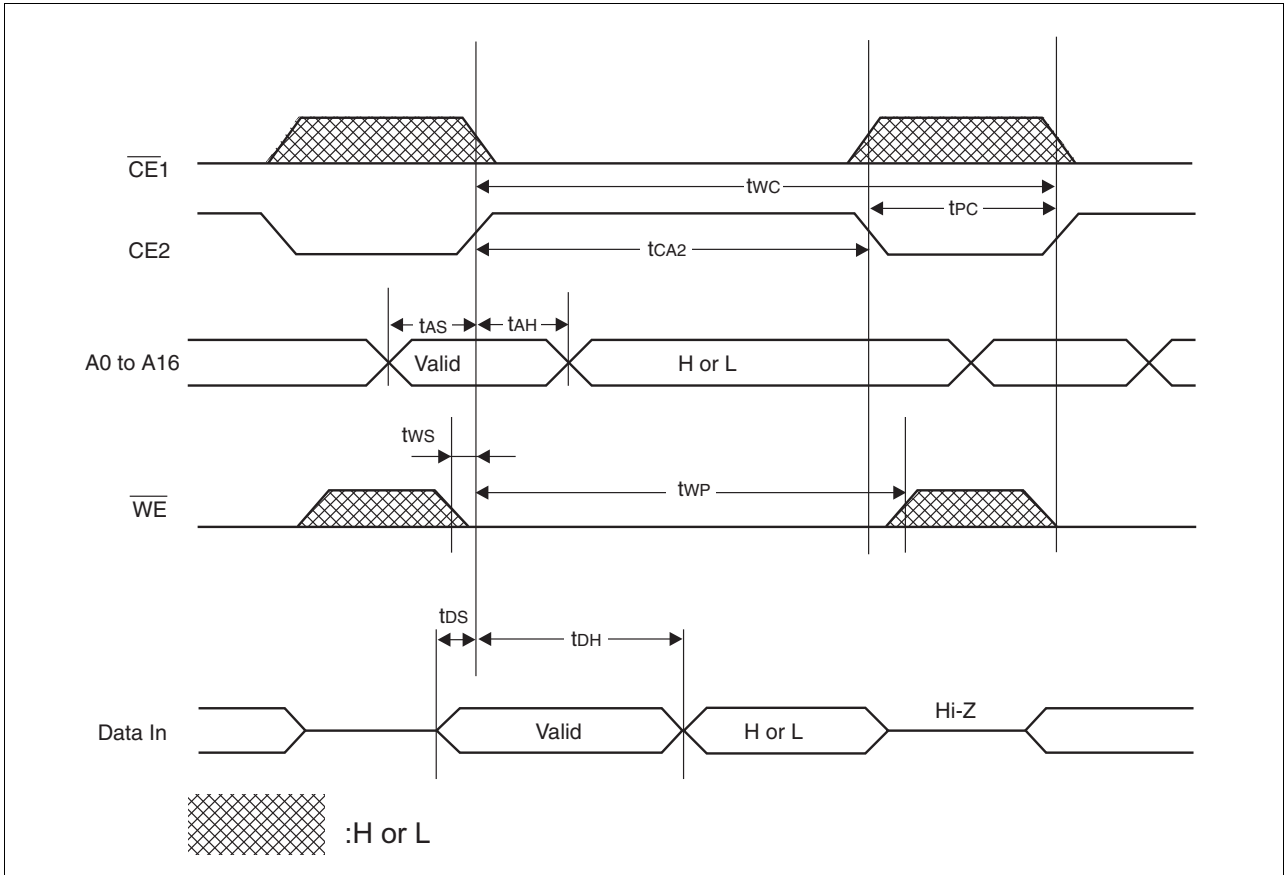 CE1
tWC
tPC
CE2
tCA2
tAS
tAH
A0 to A16
Valid
H or L
tWS
tWP
WE
tDS
tDH
Data In
Valid
H or L
Hi-Z
:H or L